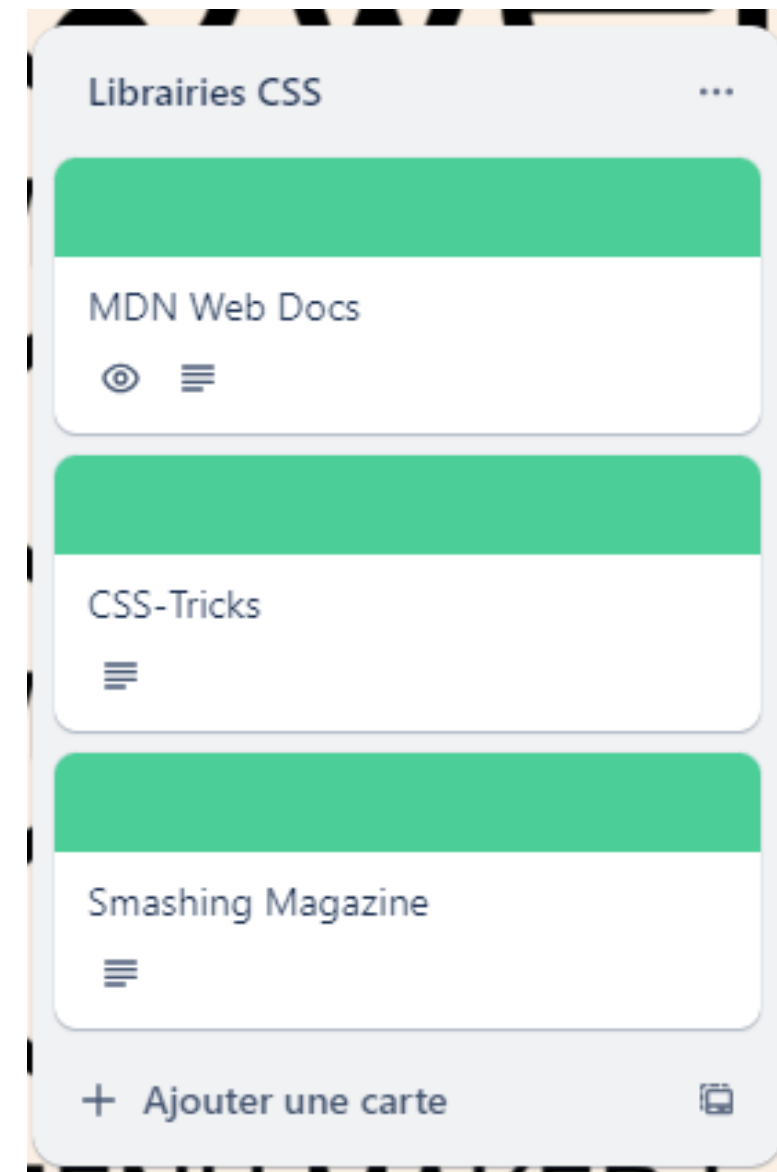 Librairies CSS
MDN Web Docs
CSS-Tricks
Smashing Magazine
Ajouter une carte